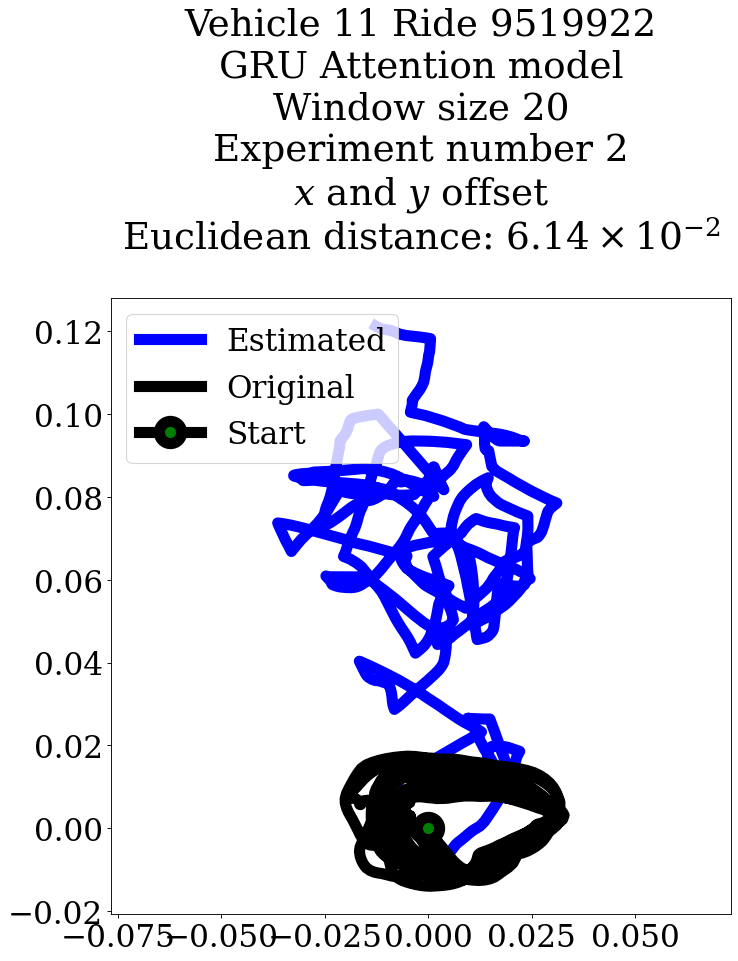 Vehicle 11 Ride 9519922
GRU Attention model
Window size 20
Experiment number 2
x and y offset
Euclidean distance: 6.14 × 10⁻²
Estimated
Original
Start
0.12
0.10
0.08
0.06
0.04
0.02
0.00
−0.02
−0.075 −0.050 −0.025 0.000 0.025 0.050